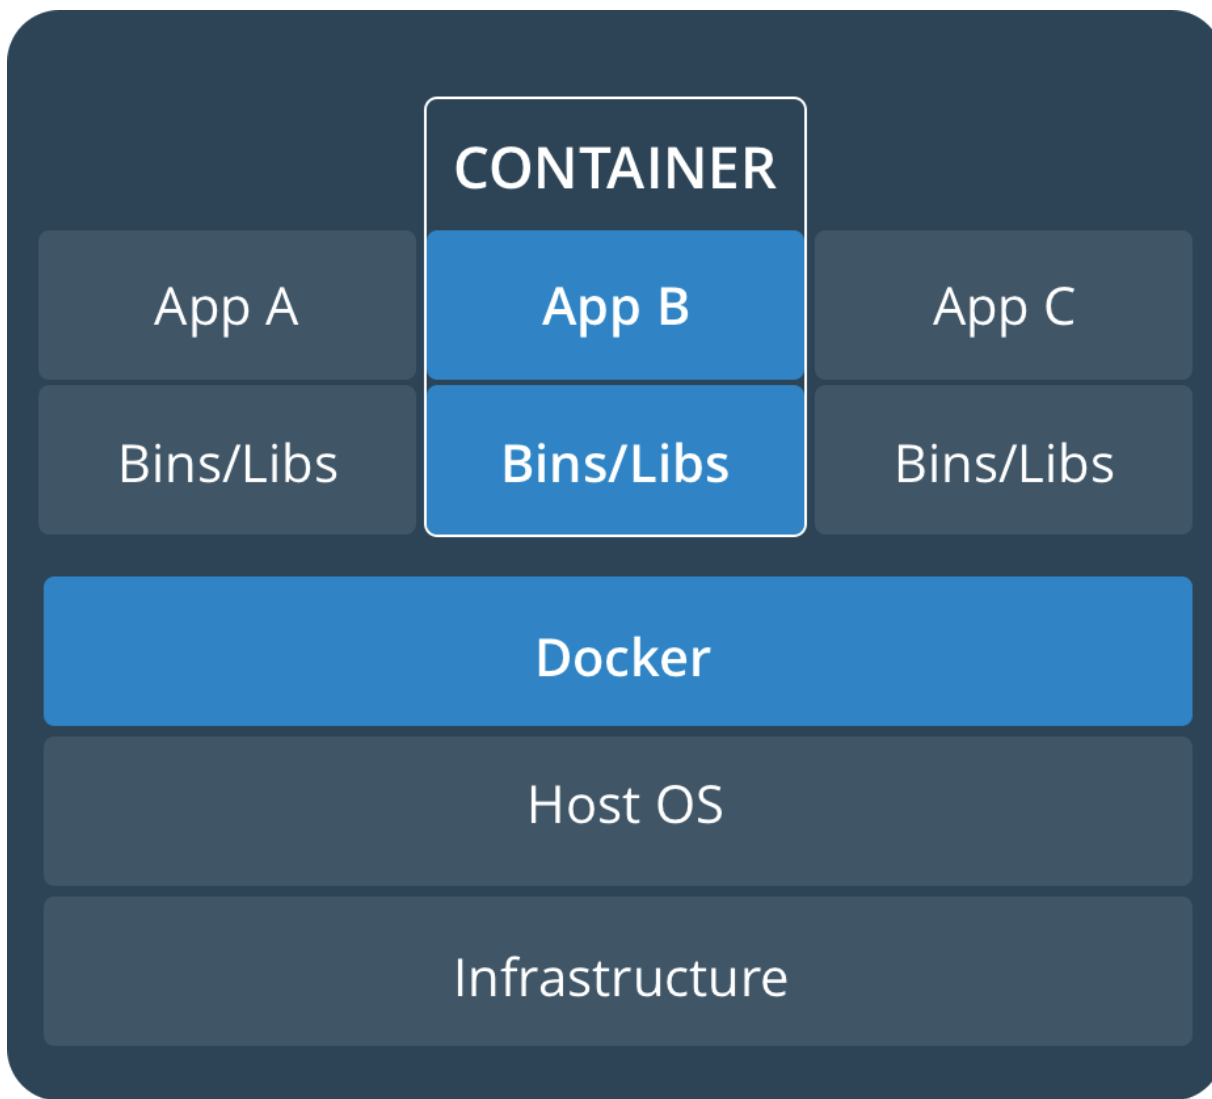 CONTAINER
App A
App B
App C
Bins/Libs
Bins/Libs
Bins/Libs
Docker
Host OS
Infrastructure